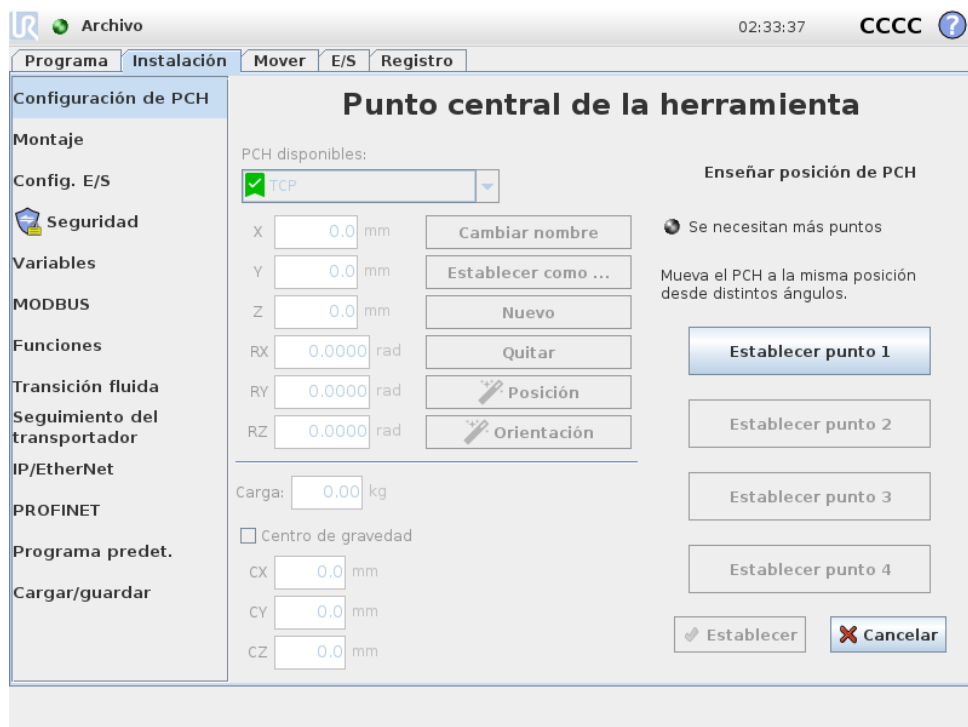 UR Archivo 02:33:37 CCCC ?
Programa Instalación Mover E/S Registro
Configuración de PCH
Montaje
Config. E/S
Seguridad
Variables
MODBUS
Funciones
Transición fluida
Seguimiento del
transportador
IP/EtherNet
PROFINET
Programa predet.
Cargar/guardar
Punto central de la herramienta
PCH disponibles:
TCP
X 0.0 mm Cambiar nombre
Y 0.0 mm Establecer como ...
Z 0.0 mm Nuevo
RX 0.0000 rad Quitar
RY 0.0000 rad Posición
RZ 0.0000 rad Orientación
Carga: 0.00 kg
Centro de gravedad
CX 0.0 mm
CY 0.0 mm
CZ 0.0 mm
Enseñar posición de PCH
Se necesitan más puntos
Mueva el PCH a la misma posición
desde distintos ángulos.
Establecer punto 1
Establecer punto 2
Establecer punto 3
Establecer punto 4
Establecer Cancelar